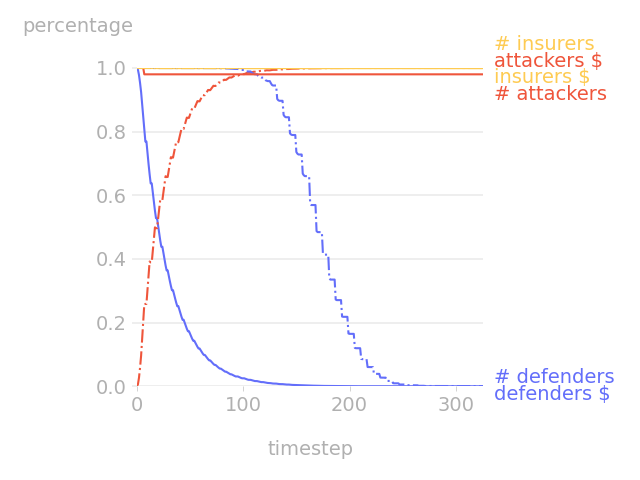 percentage
# insurers
attackers $
insurers $
# attackers
1.0
0.8
0.6
0.4
0.2
0.0
# defenders
defenders $
0
100
200
300
timestep